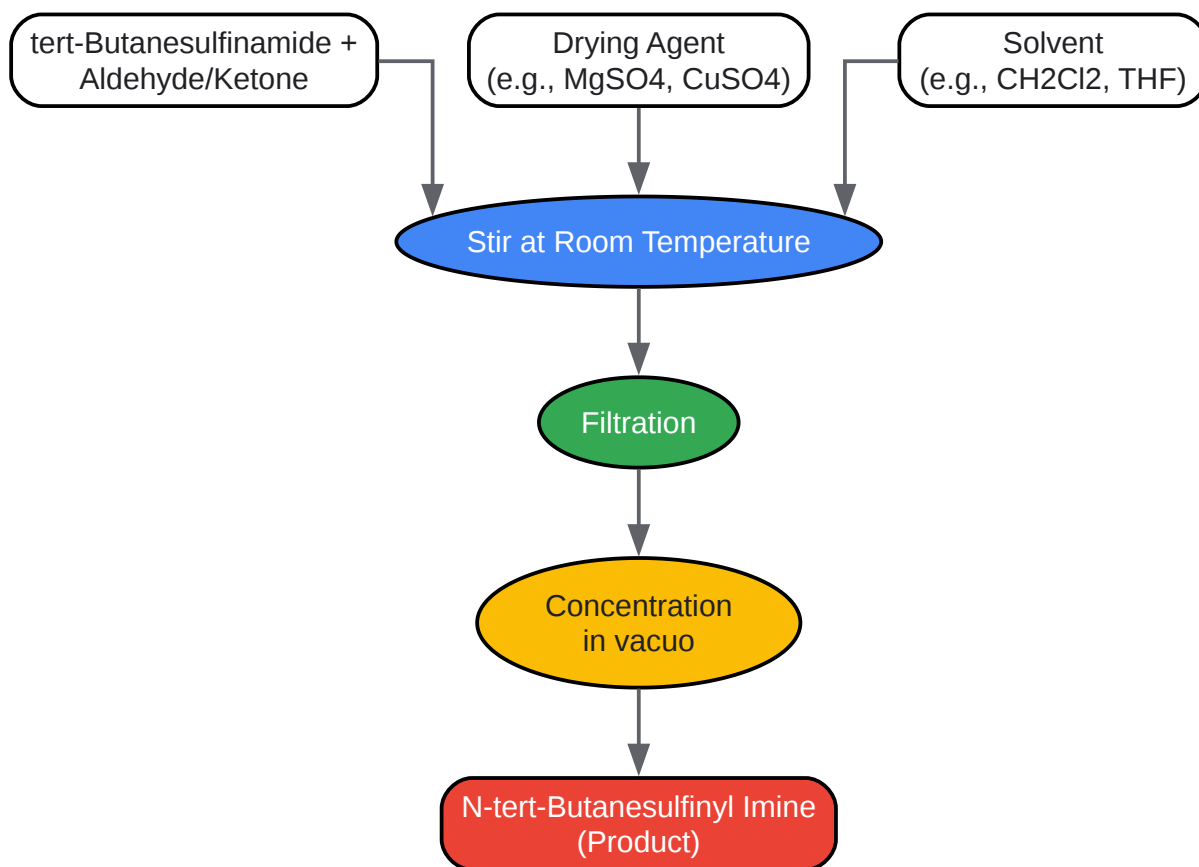 tert-Butanesulfinamide +
Aldehyde/Ketone
Drying Agent
(e.g., MgSO4, CuSO4)
Solvent
(e.g., CH2Cl2, THF)
Stir at Room Temperature
Filtration
Concentration
in vacuo
N-tert-Butanesulfinyl Imine
(Product)